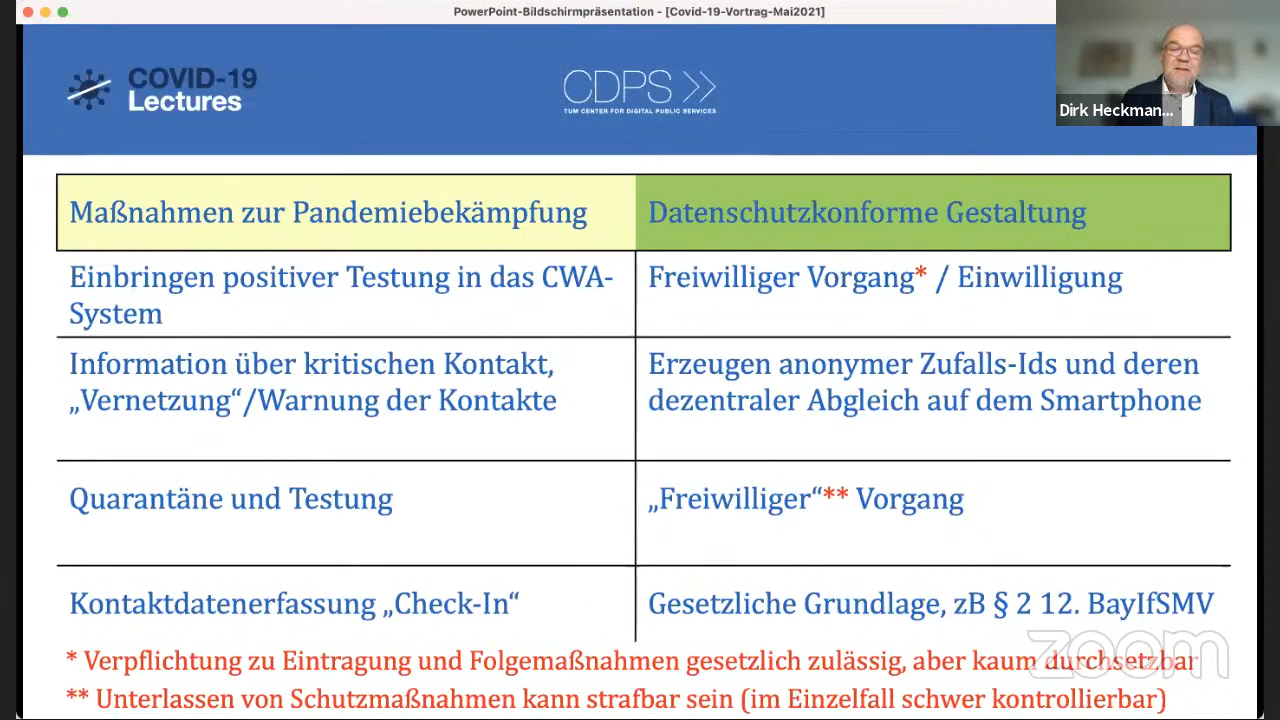 PowerPoint-Bildschirmpräsentation - [Covid-19-Vortrag-Mai2021]
COVID-19
Lectures
CDPS
TUM CENTER FOR DIGITAL PUBLIC SERVICES
Dirk Heckman...
Maßnahmen zur Pandemiebekämpfung
Datenschutzkonforme Gestaltung
Einbringen positiver Testung in das CWA-
System
Freiwilliger Vorgang* / Einwilligung
Information über kritischen Kontakt,
„Vernetzung“/Warnung der Kontakte
Erzeugen anonymer Zufalls-Ids und deren
dezentraler Abgleich auf dem Smartphone
Quarantäne und Testung
„Freiwilliger“** Vorgang
Kontaktdatenerfassung „Check-In“
Gesetzliche Grundlage, zB § 2 12. BayIfSMV
* Verpflichtung zu Eintragung und Folgemaßnahmen gesetzlich zulässig, aber kaum durchsetzbar
** Unterlassen von Schutzmaßnahmen kann strafbar sein (im Einzelfall schwer kontrollierbar)
zoom